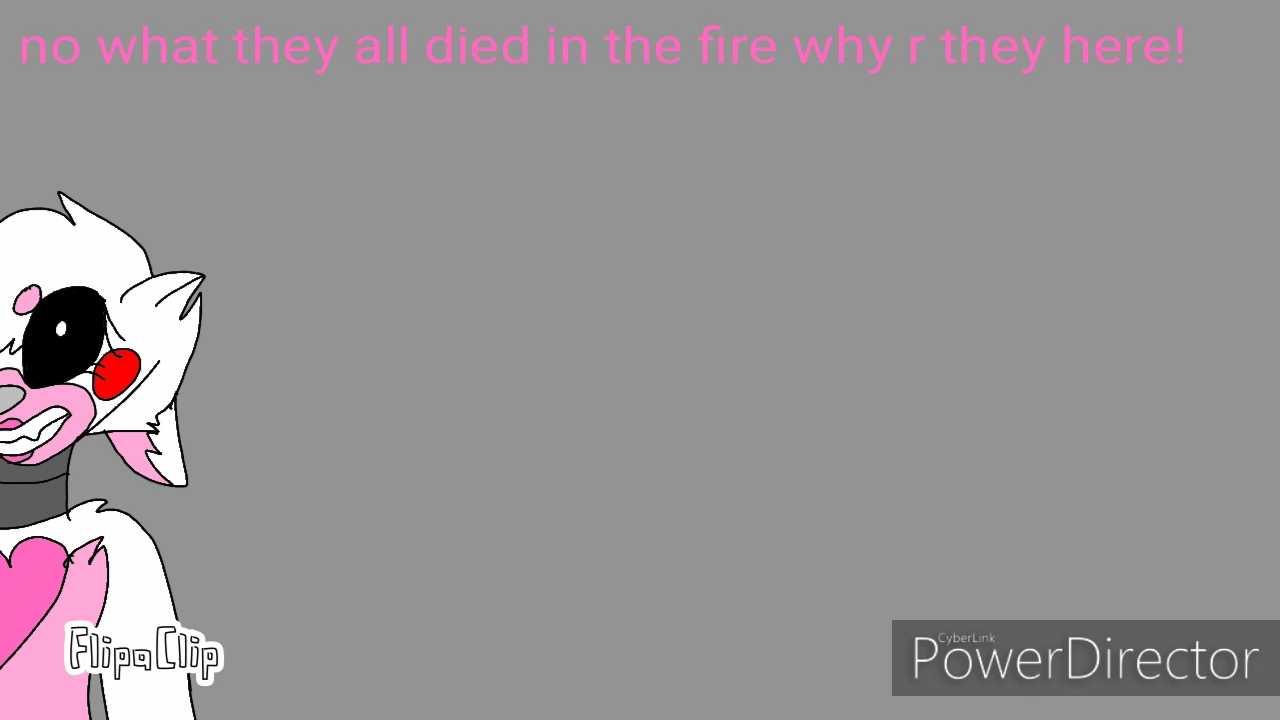 no what they all died in the fire why r they here!
FlipaClip
CyberLink
PowerDirector